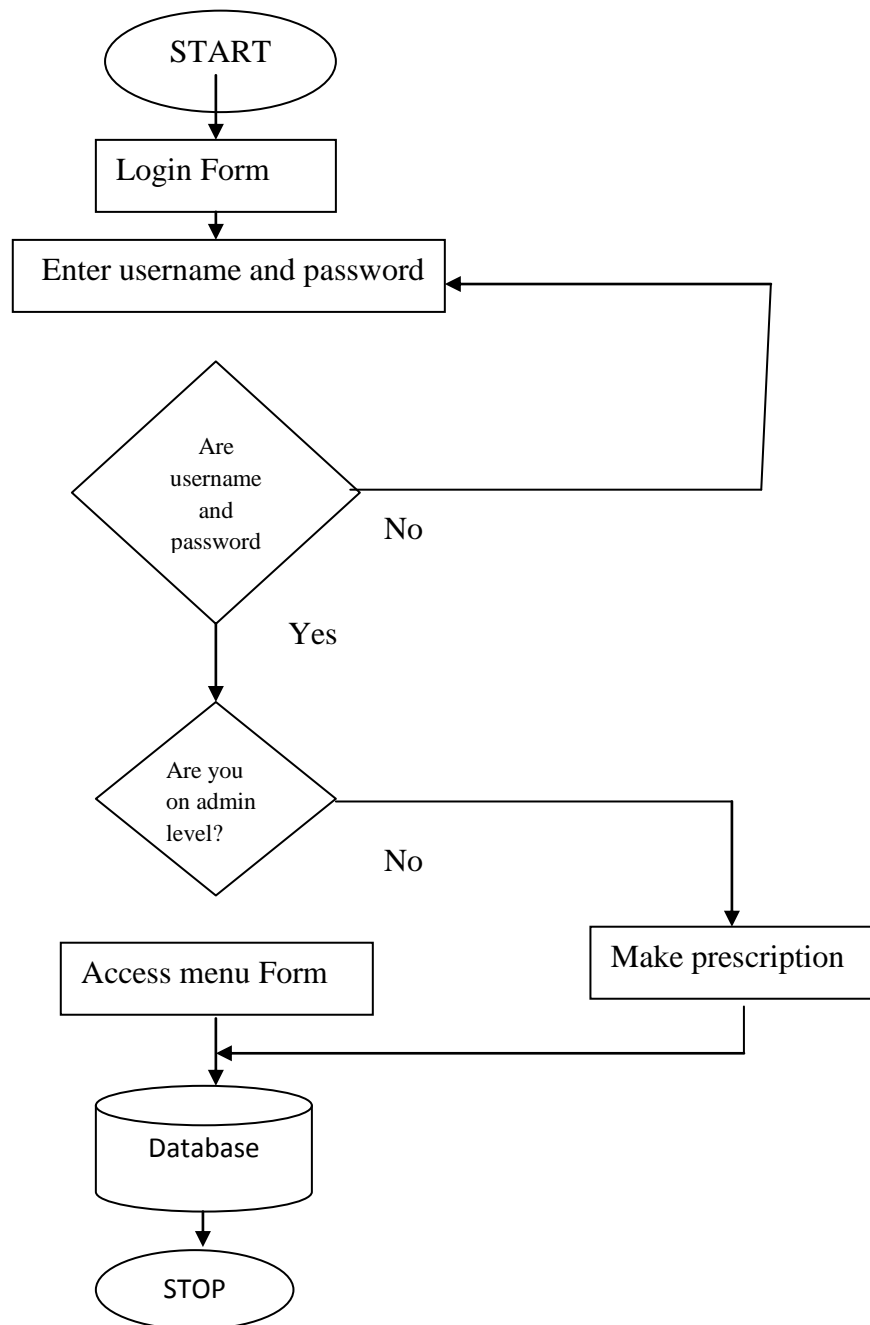 START
Login Form
Enter username and password
Are
username
and
password
No
Yes
Are you
on admin
level?
No
Access menu Form
Make prescription
Database
STOP